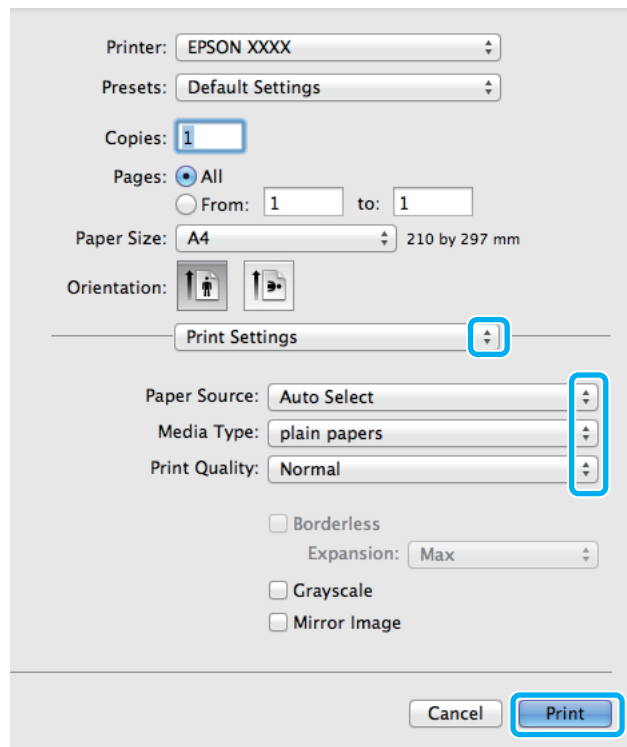 Printer: EPSON XXXX
Presets: Default Settings
Copies: 1
Pages: All
From: 1 to: 1
Paper Size: A4 210 by 297 mm
Orientation:
Print Settings
Paper Source: Auto Select
Media Type: plain papers
Print Quality: Normal
Borderless
Expansion: Max
Grayscale
Mirror Image
Cancel Print